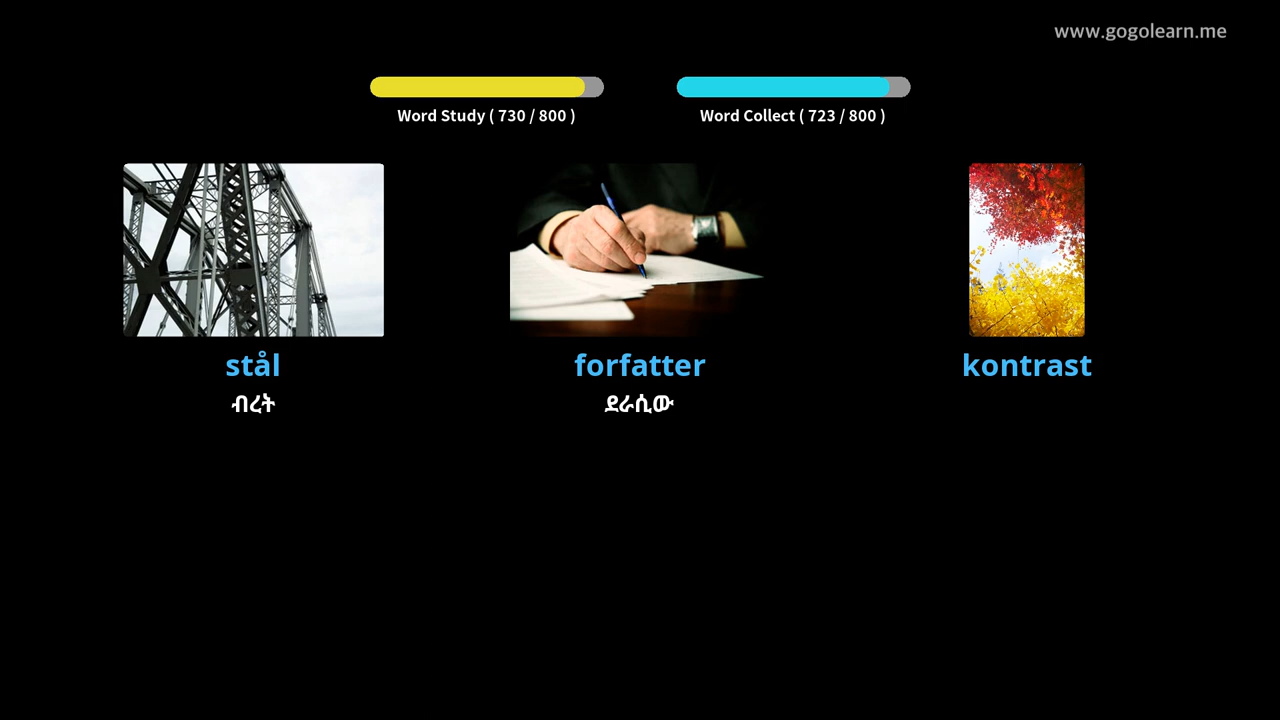 www.gogolearn.me
Word Study ( 730 / 800 )
Word Collect ( 723 / 800 )
stål
forfatter
kontrast
ብረት
ደራሲው